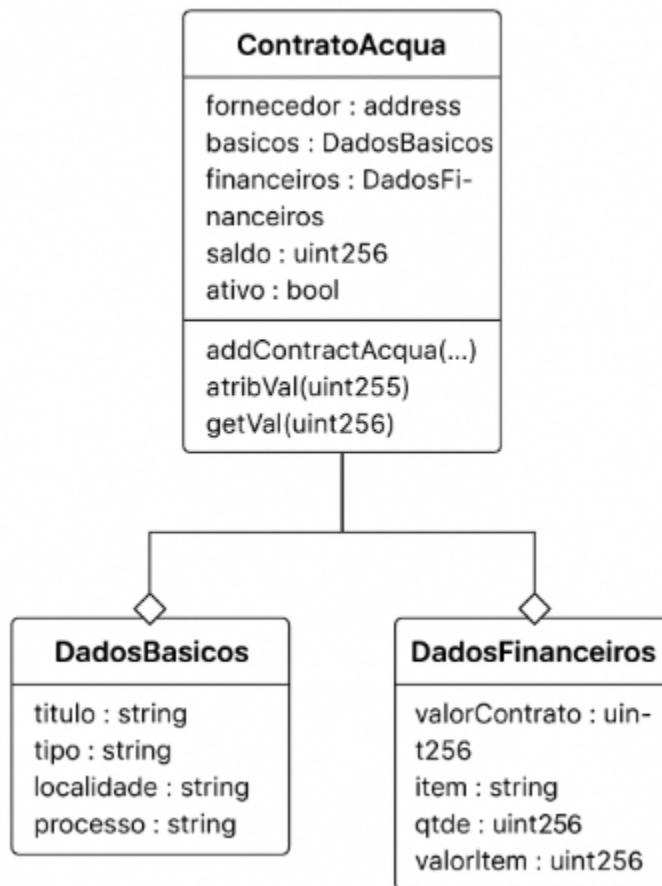 ContratoAcqua
fornecedor : address
basicos : DadosBasicos
financeiros : DadosFi-
nanceiros
saldo : uint256
ativo : bool
addContractAcqua(...)
atribVal(uint255)
getVal(uint256)
DadosBasicos
titulo : string
tipo : string
localidade : string
processo : string
DadosFinanceiros
valorContrato : uin-
t256
item : string
qtde : uint256
valorItem : uint256